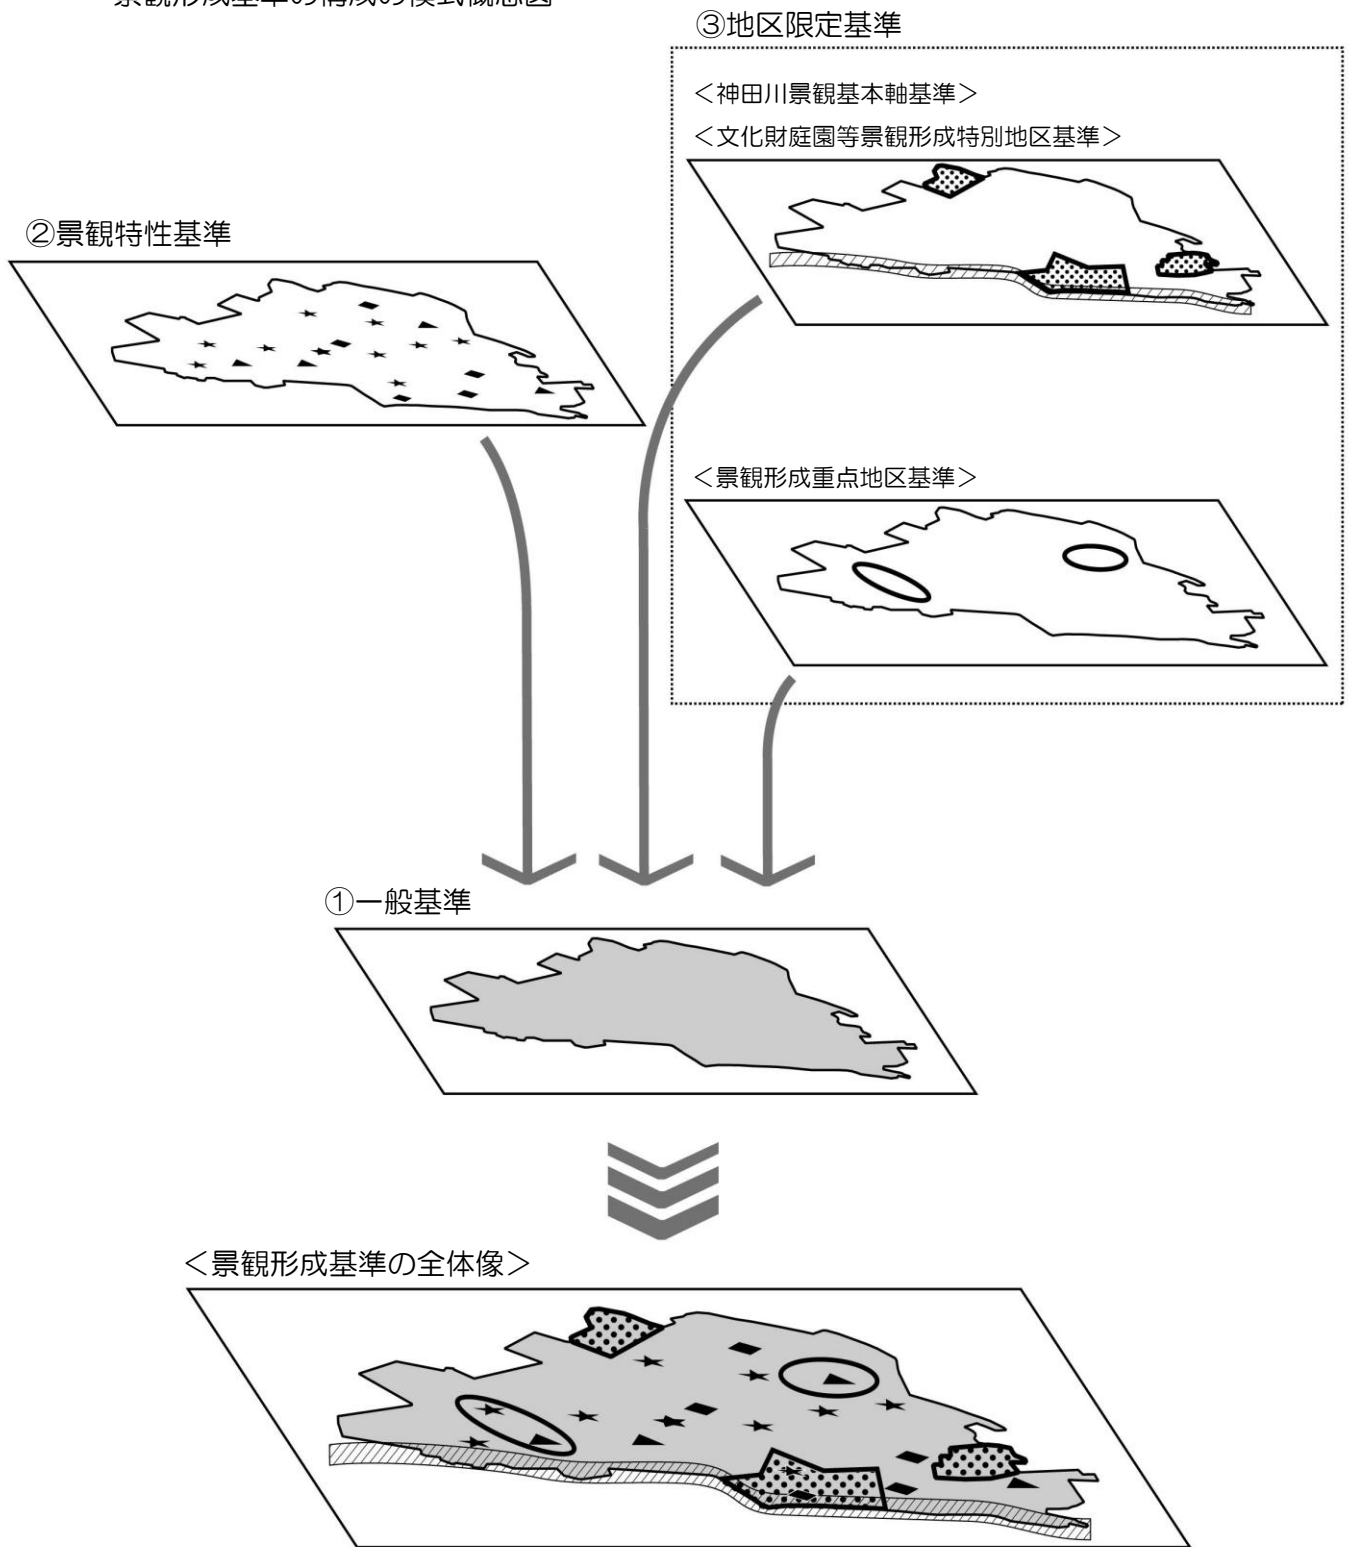 ③地区限定基準
＜神田川景観基本軸基準＞
＜文化財庭園等景観形成特別地区基準＞
②景観特性基準
＜景観形成重点地区基準＞
①一般基準
＜景観形成基準の全体像＞